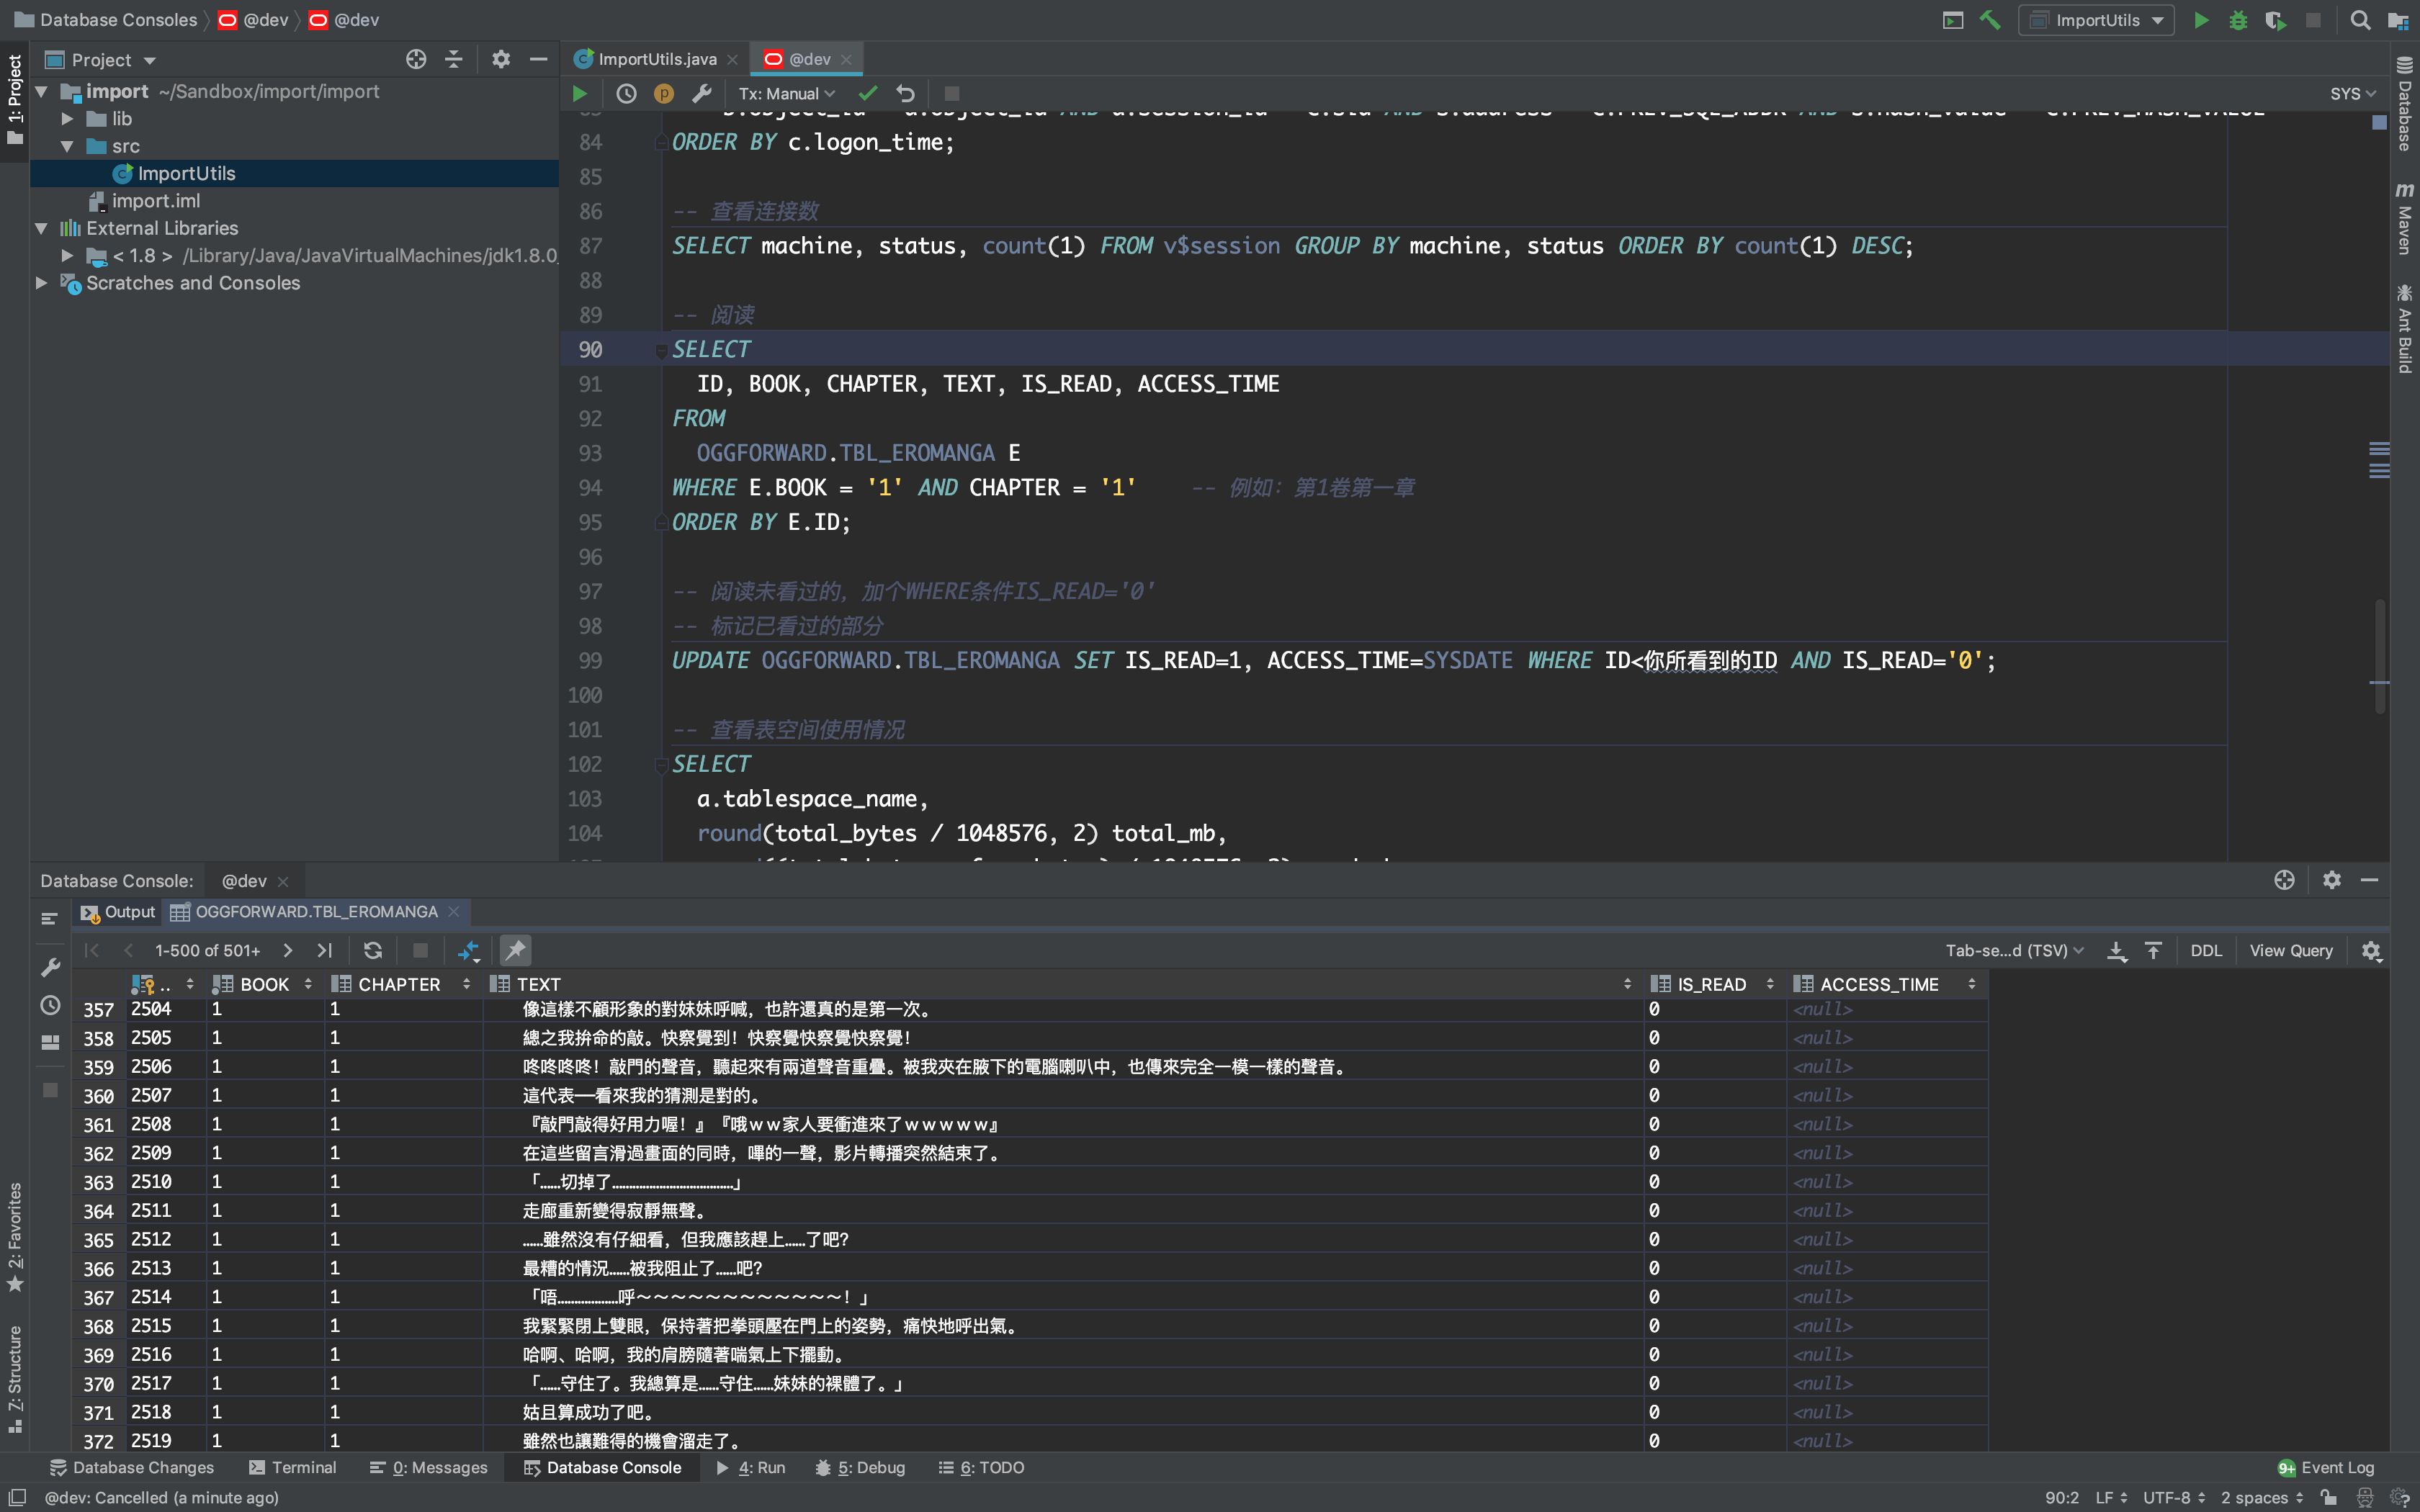 Database Consoles @dev @dev ImportUtils
Project
ImportUtils.java @dev
1: Project
import ~/Sandbox/import/import
lib
src
ImportUtils
import.iml
External Libraries
< 1.8 > /Library/Java/JavaVirtualMachines/jdk1.8.0_
Scratches and Consoles
2: Favorites
7: Structure
Tx: Manual SYS
Database
Maven
Ant Build
84 ORDER BY c.logon_time;
85
86 -- 查看连接数
87 SELECT machine, status, count(1) FROM v$session GROUP BY machine, status ORDER BY count(1) DESC;
88
89 -- 阅读
90 SELECT
91 ID, BOOK, CHAPTER, TEXT, IS_READ, ACCESS_TIME
92 FROM
93 OGGFORWARD.TBL_EROMANGA E
94 WHERE E.BOOK = '1' AND CHAPTER = '1' -- 例如：第1卷第一章
95 ORDER BY E.ID;
96
97 -- 阅读未看过的，加个WHERE条件IS_READ='0'
98 -- 标记已看过的部分
99 UPDATE OGGFORWARD.TBL_EROMANGA SET IS_READ=1, ACCESS_TIME=SYSDATE WHERE ID<你所看到的ID AND IS_READ='0';
100
101 -- 查看表空间使用情况
102 SELECT
103 a.tablespace_name,
104 round(total_bytes / 1048576, 2) total_mb,
Database Console: @dev
Output OGGFORWARD.TBL_EROMANGA
1-500 of 501+ Tab-se...d (TSV) DDL View Query
.. BOOK CHAPTER TEXT IS_READ ACCESS_TIME
357 2504 1 1 像這樣不顧形象的對妹妹呼喊，也許還真的是第一次。 0 <null>
358 2505 1 1 總之我拚命的敲。快察覺到！快察覺快察覺快察覺！ 0 <null>
359 2506 1 1 咚咚咚咚！敲門的聲音，聽起來有兩道聲音重疊。被我夾在腋下的電腦喇叭中，也傳來完全一模一樣的聲音。 0 <null>
360 2507 1 1 這代表──看來我的猜測是對的。 0 <null>
361 2508 1 1 『敲門敲得好用力喔！』『哦ｗｗ家人要衝進來了ｗｗｗｗｗ』 0 <null>
362 2509 1 1 在這些留言滑過畫面的同時，嗶的一聲，影片轉播突然結束了。 0 <null>
363 2510 1 1 「……切掉了……………………………」 0 <null>
364 2511 1 1 走廊重新變得寂靜無聲。 0 <null>
365 2512 1 1 ……雖然沒有仔細看，但我應該趕上……了吧？ 0 <null>
366 2513 1 1 最糟的情況……被我阻止了……吧？ 0 <null>
367 2514 1 1 「唔………………呼～～～～～～～～～～～～！」 0 <null>
368 2515 1 1 我緊緊閉上雙眼，保持著把拳頭壓在門上的姿勢，痛快地呼出氣。 0 <null>
369 2516 1 1 哈啊、哈啊，我的肩膀隨著喘氣上下擺動。 0 <null>
370 2517 1 1 「……守住了。我總算是……守住……妹妹的裸體了。」 0 <null>
371 2518 1 1 姑且算成功了吧。 0 <null>
372 2519 1 1 雖然也讓難得的機會溜走了。 0 <null>
Database Changes Terminal 0: Messages Database Console 4: Run 5: Debug 6: TODO 9+ Event Log
@dev: Cancelled (a minute ago) 90:2 LF UTF-8 2 spaces